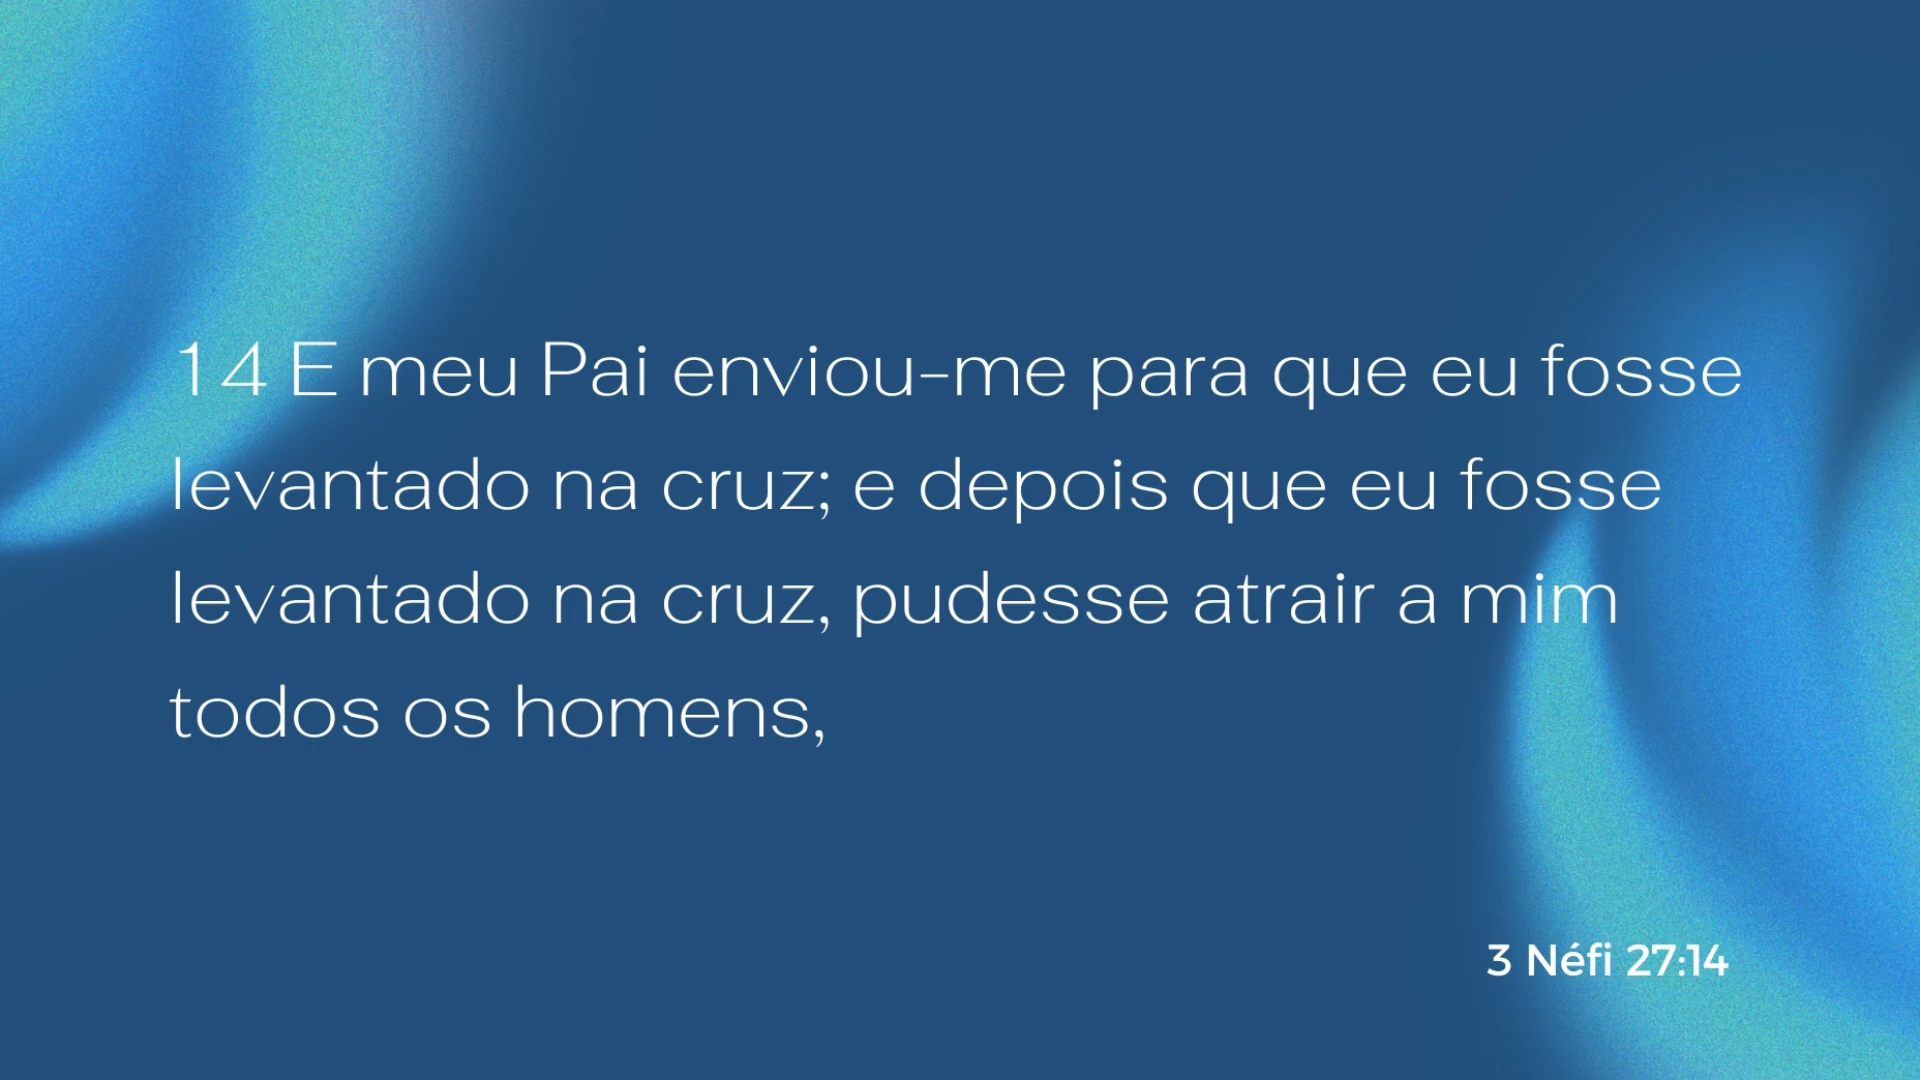 14 E meu Pai enviou-me para que eu fosse
levantado na cruz; e depois que eu fosse
levantado na cruz, pudesse atrair a mim
todos os homens,
3 Néfi 27:14